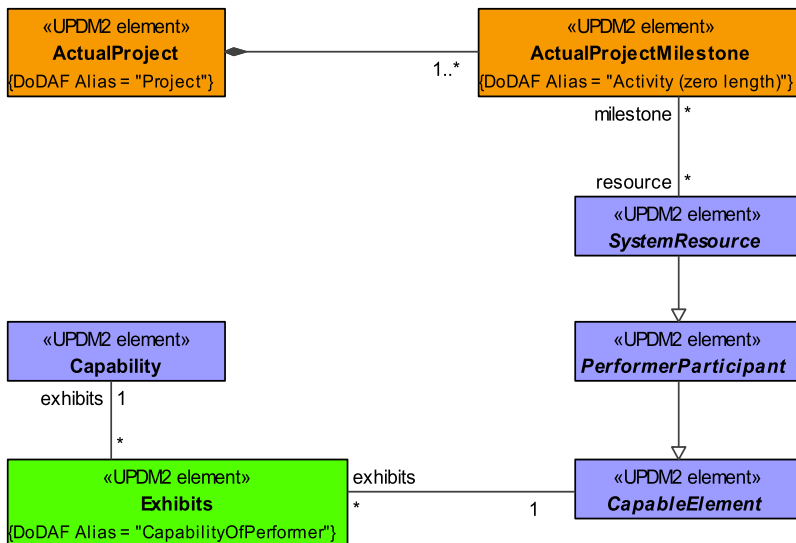 «UPDM2 element»
ActualProject
{DoDAF Alias = "Project"}
1..*
«UPDM2 element»
ActualProjectMilestone
{DoDAF Alias = "Activity (zero length)"}
milestone *
resource *
«UPDM2 element»
SystemResource
«UPDM2 element»
Capability
exhibits 1
*
«UPDM2 element»
PerformerParticipant
«UPDM2 element»
Exhibits
{DoDAF Alias = "CapabilityOfPerformer"}
exhibits
* 1
«UPDM2 element»
CapableElement